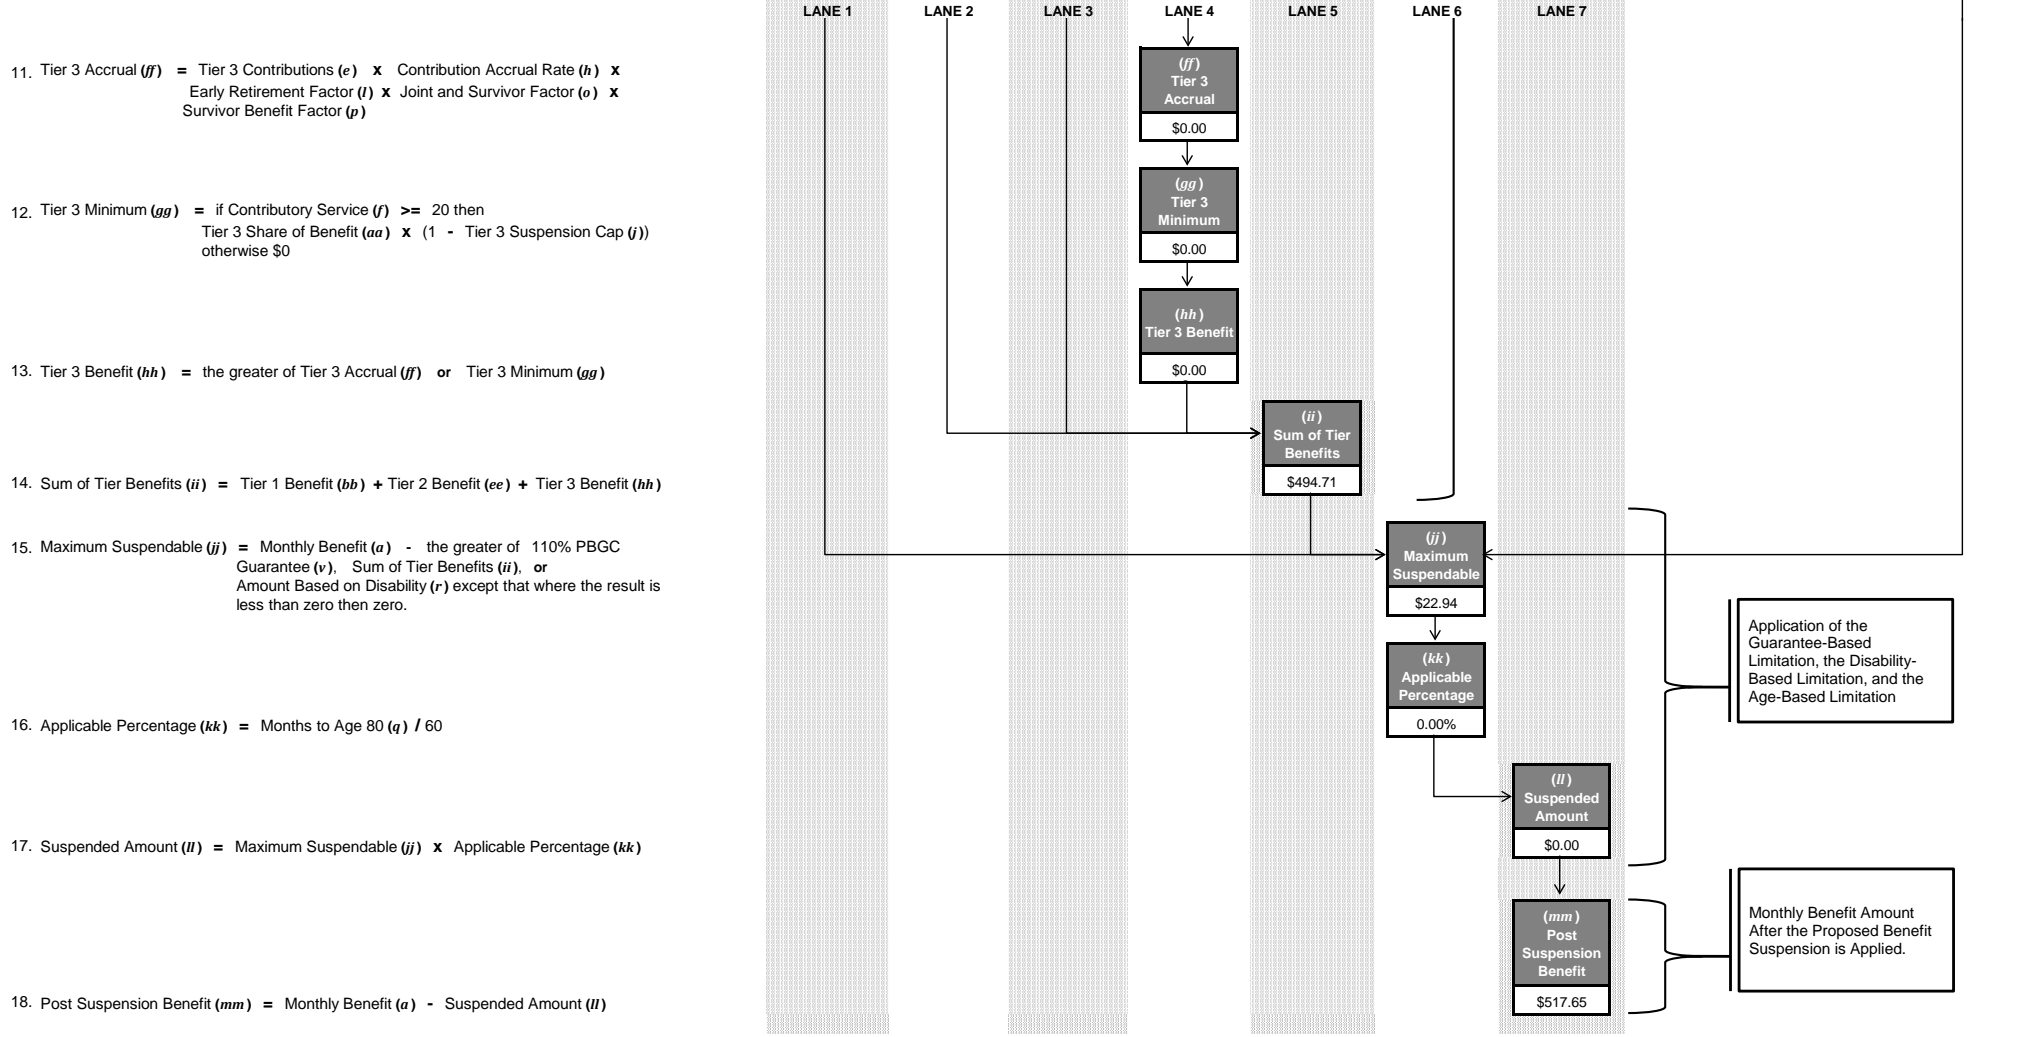 LANE 1 LANE 2 LANE 3 LANE 4 LANE 5 LANE 6 LANE 7
11. Tier 3 Accrual (ff) = Tier 3 Contributions (e) x Contribution Accrual Rate (h) x
Early Retirement Factor (l) x Joint and Survivor Factor (o) x
Survivor Benefit Factor (p)
(ff)
Tier 3
Accrual
$0.00
12. Tier 3 Minimum (gg) = if Contributory Service (f) >= 20 then
Tier 3 Share of Benefit (aa) x (1 - Tier 3 Suspension Cap (j))
otherwise $0
(gg)
Tier 3
Minimum
$0.00
13. Tier 3 Benefit (hh) = the greater of Tier 3 Accrual (ff) or Tier 3 Minimum (gg)
(hh)
Tier 3 Benefit
$0.00
14. Sum of Tier Benefits (ii) = Tier 1 Benefit (bb) + Tier 2 Benefit (ee) + Tier 3 Benefit (hh)
(ii)
Sum of Tier
Benefits
$494.71
15. Maximum Suspendable (jj) = Monthly Benefit (a) - the greater of 110% PBGC
Guarantee (v), Sum of Tier Benefits (ii), or
Amount Based on Disability (r) except that where the result is
less than zero then zero.
(jj)
Maximum
Suspendable
$22.94
Application of the
Guarantee-Based
Limitation, the Disability-
Based Limitation, and the
Age-Based Limitation
16. Applicable Percentage (kk) = Months to Age 80 (q) / 60
(kk)
Applicable
Percentage
0.00%
17. Suspended Amount (ll) = Maximum Suspendable (jj) x Applicable Percentage (kk)
(ll)
Suspended
Amount
$0.00
18. Post Suspension Benefit (mm) = Monthly Benefit (a) - Suspended Amount (ll)
(mm)
Post
Suspension
Benefit
$517.65
Monthly Benefit Amount
After the Proposed Benefit
Suspension is Applied.